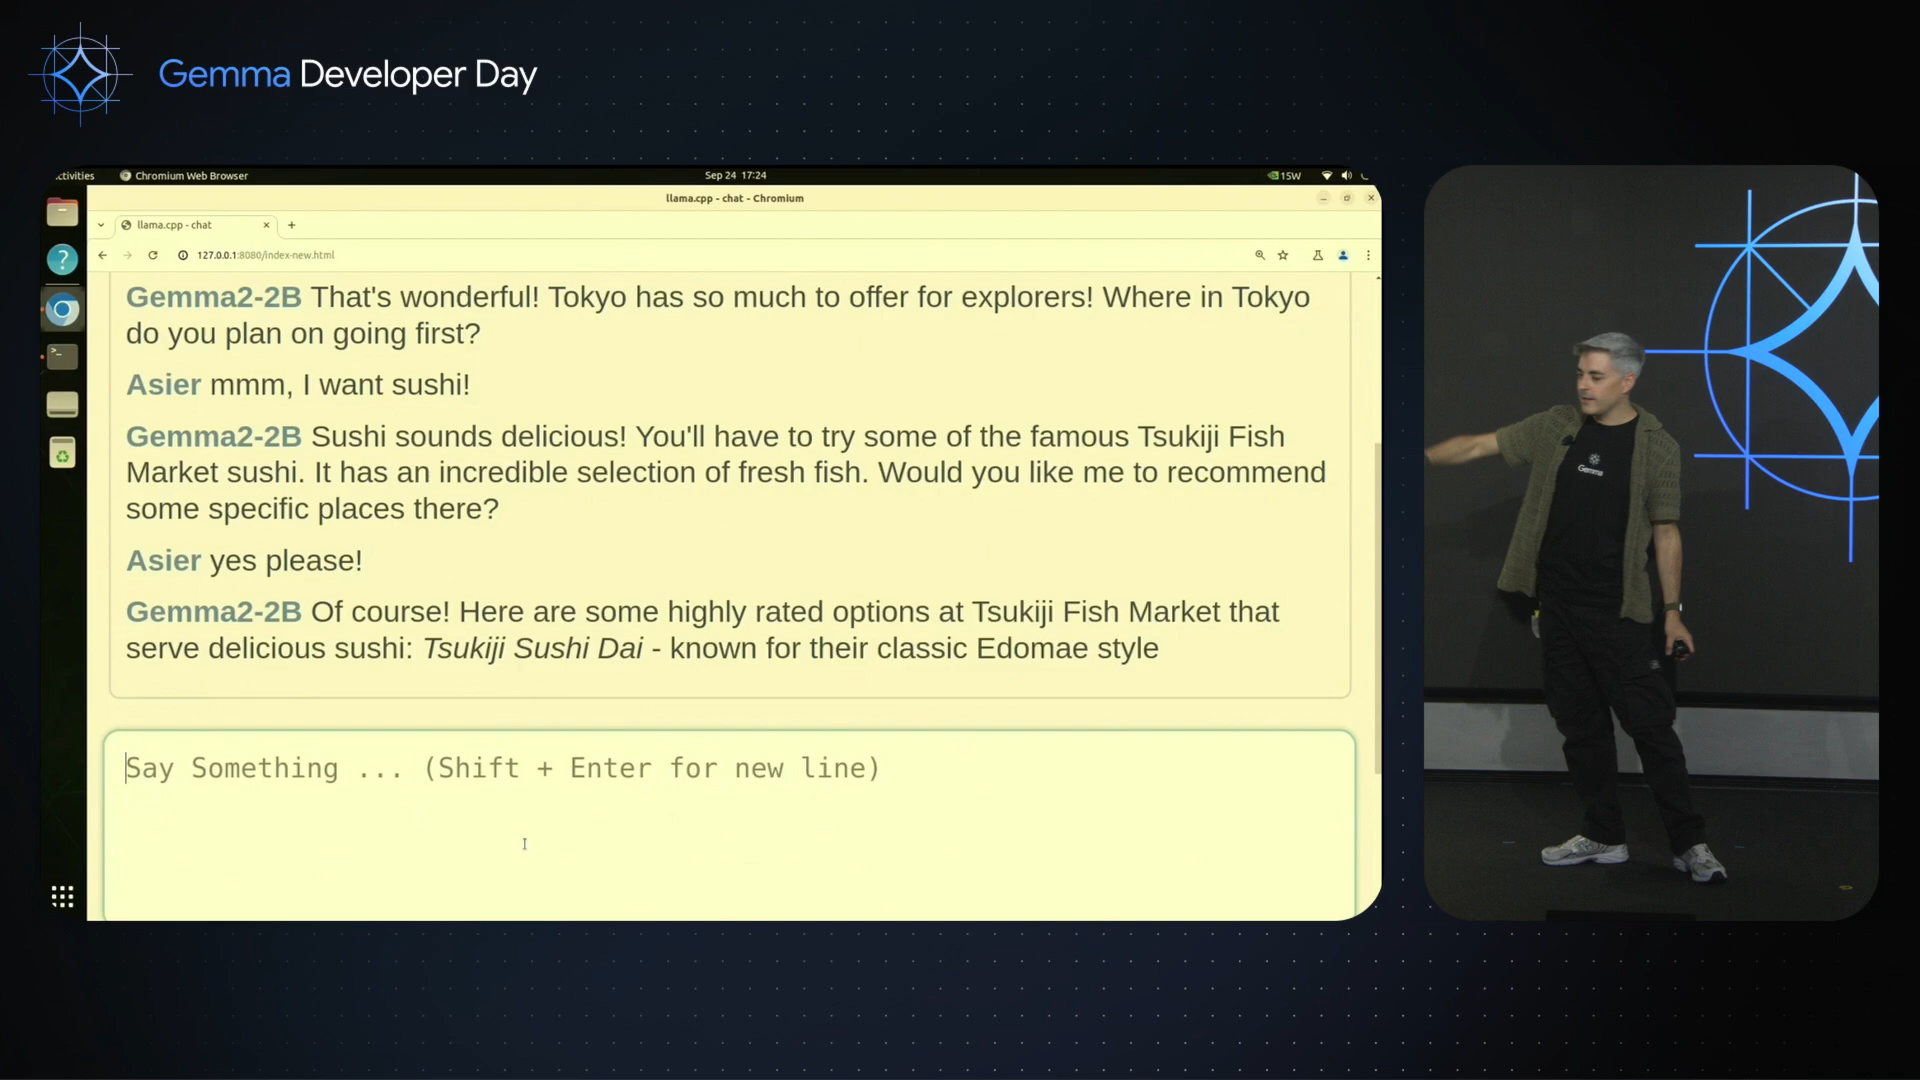 Gemma Developer Day
ctivities
Chromium Web Browser
Sep 24 17:24
15W
llama.cpp - chat - Chromium
llama.cpp - chat
127.0.0.1:8080/index-new.html
Gemma2-2B That's wonderful! Tokyo has so much to offer for explorers! Where in Tokyo
do you plan on going first?
Asier mmm, I want sushi!
Gemma2-2B Sushi sounds delicious! You'll have to try some of the famous Tsukiji Fish
Market sushi. It has an incredible selection of fresh fish. Would you like me to recommend
some specific places there?
Asier yes please!
Gemma2-2B Of course! Here are some highly rated options at Tsukiji Fish Market that
serve delicious sushi: Tsukiji Sushi Dai - known for their classic Edomae style
Say Something ... (Shift + Enter for new line)
Gemma